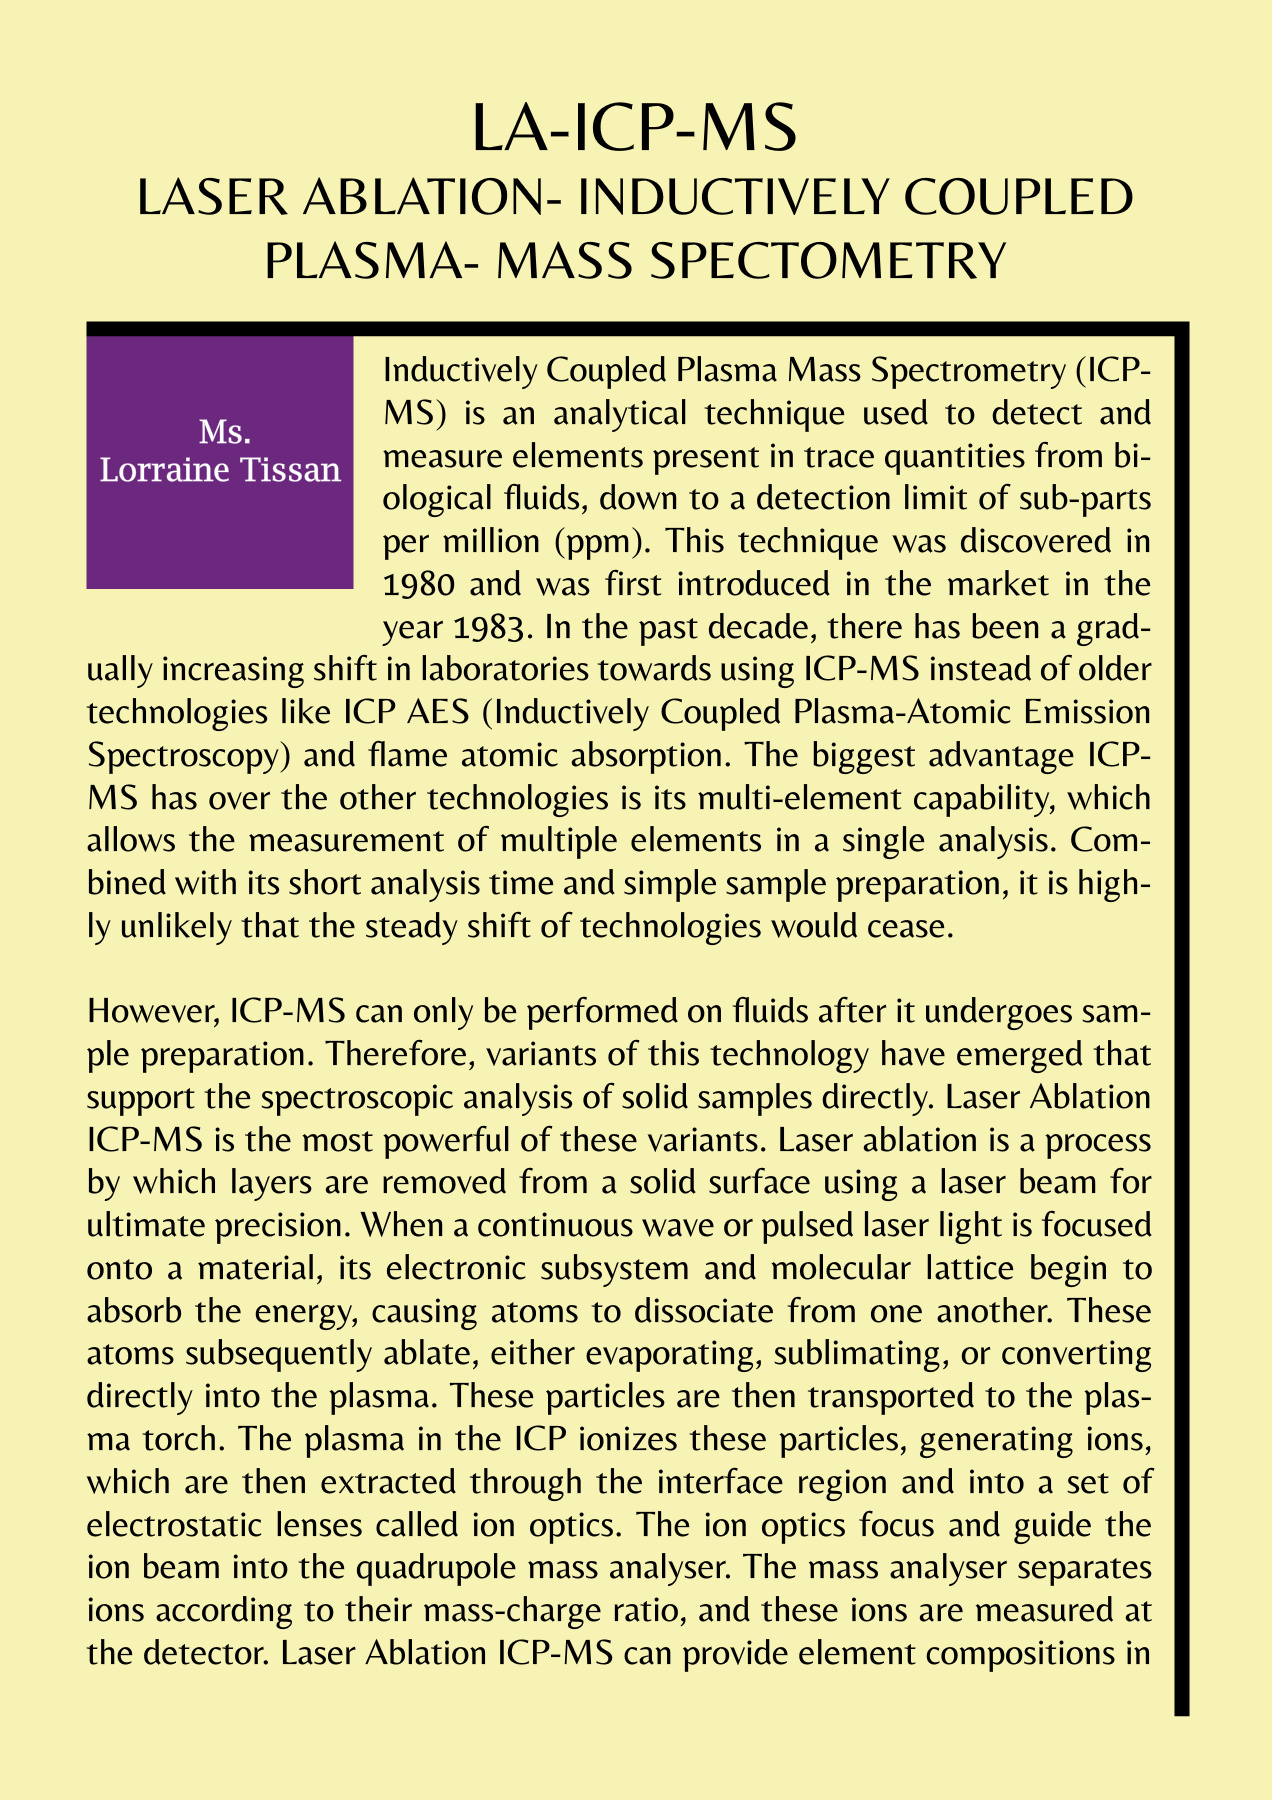 LA-ICP-MS
LASER ABLATION- INDUCTIVELY COUPLED
PLASMA- MASS SPECTOMETRY
Ms.
Lorraine Tissan
Inductively Coupled Plasma Mass Spectrometry (ICP-
MS) is an analytical technique used to detect and
measure elements present in trace quantities from bi-
ological fluids, down to a detection limit of sub-parts
per million (ppm). This technique was discovered in
1980 and was first introduced in the market in the
year 1983. In the past decade, there has been a grad-
ually increasing shift in laboratories towards using ICP-MS instead of older
technologies like ICP AES (Inductively Coupled Plasma-Atomic Emission
Spectroscopy) and flame atomic absorption. The biggest advantage ICP-
MS has over the other technologies is its multi-element capability, which
allows the measurement of multiple elements in a single analysis. Com-
bined with its short analysis time and simple sample preparation, it is high-
ly unlikely that the steady shift of technologies would cease.
However, ICP-MS can only be performed on fluids after it undergoes sam-
ple preparation. Therefore, variants of this technology have emerged that
support the spectroscopic analysis of solid samples directly. Laser Ablation
ICP-MS is the most powerful of these variants. Laser ablation is a process
by which layers are removed from a solid surface using a laser beam for
ultimate precision. When a continuous wave or pulsed laser light is focused
onto a material, its electronic subsystem and molecular lattice begin to
absorb the energy, causing atoms to dissociate from one another. These
atoms subsequently ablate, either evaporating, sublimating, or converting
directly into the plasma. These particles are then transported to the plas-
ma torch. The plasma in the ICP ionizes these particles, generating ions,
which are then extracted through the interface region and into a set of
electrostatic lenses called ion optics. The ion optics focus and guide the
ion beam into the quadrupole mass analyser. The mass analyser separates
ions according to their mass-charge ratio, and these ions are measured at
the detector. Laser Ablation ICP-MS can provide element compositions in